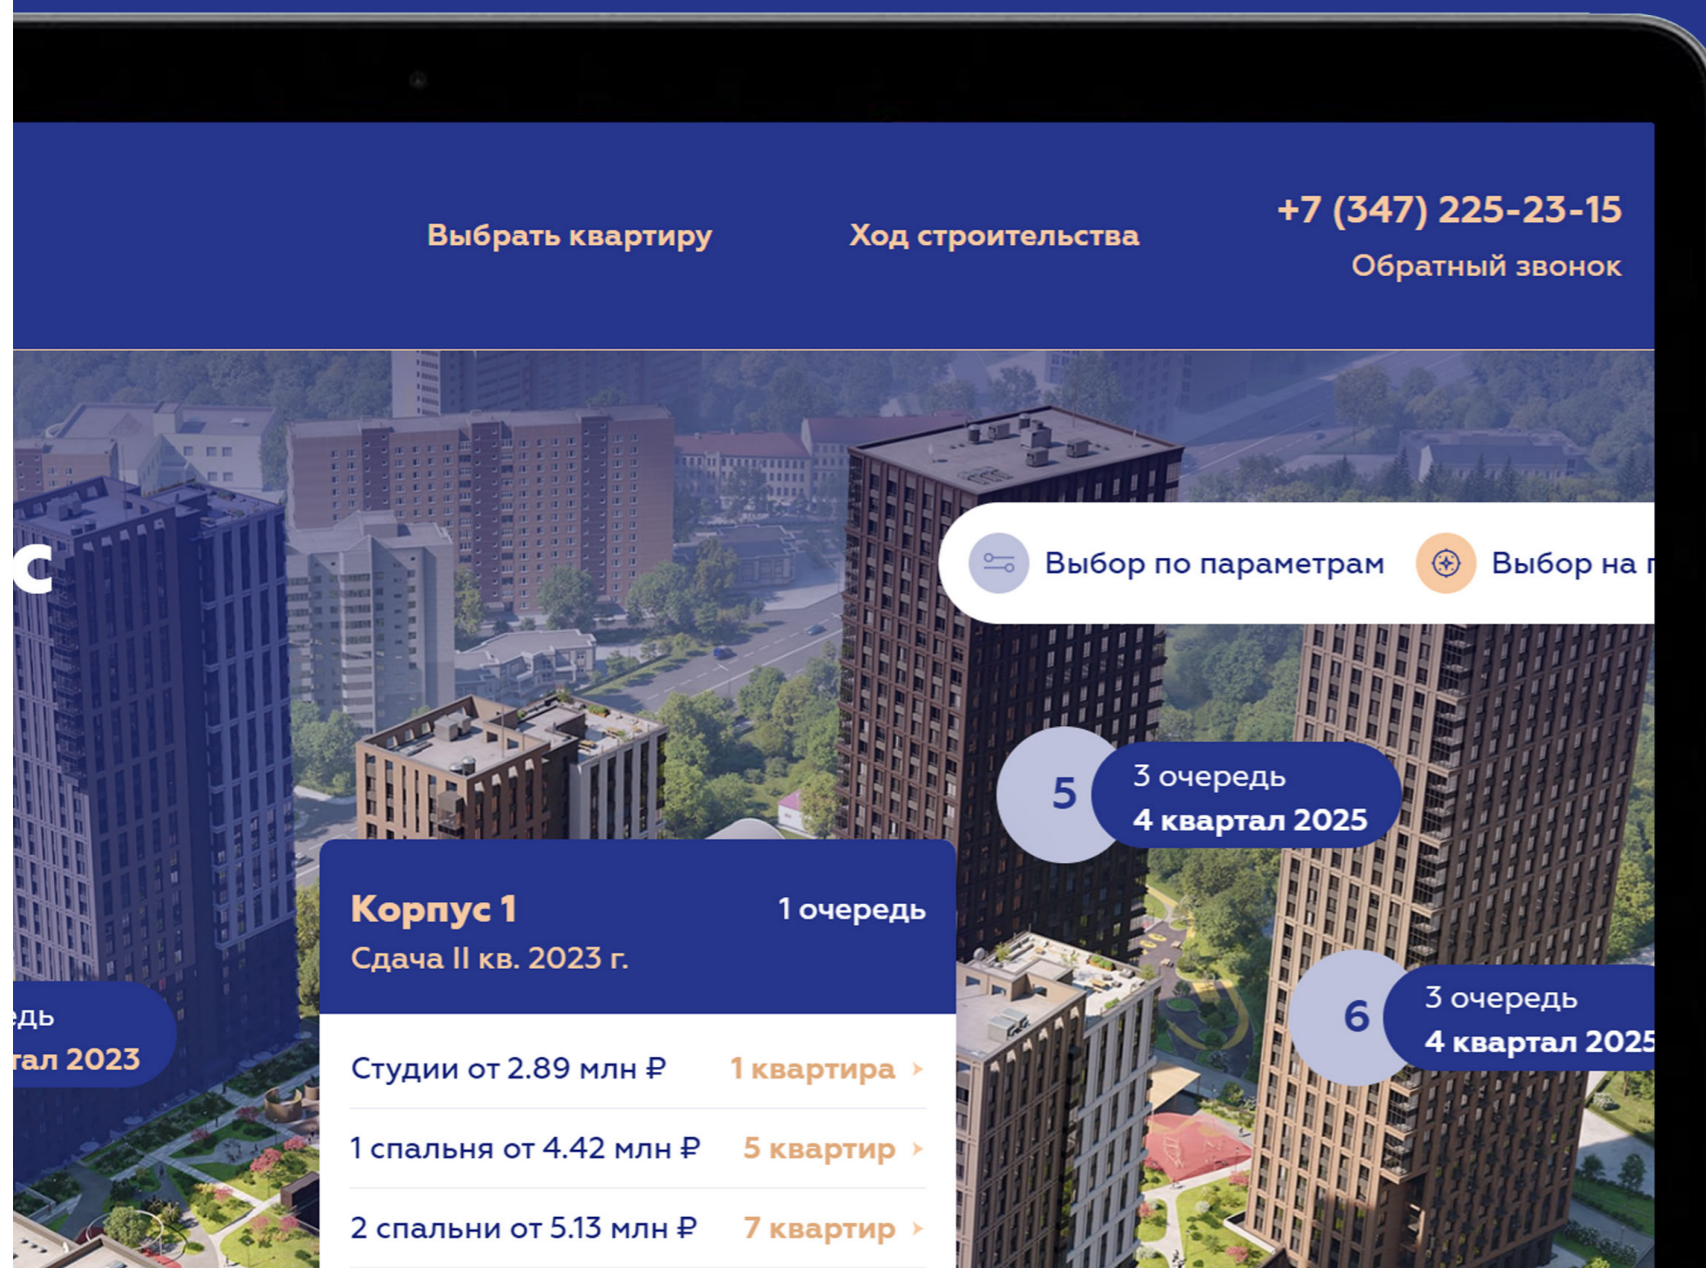 Выбрать квартиру
Ход строительства
+7 (347) 225-23-15
Обратный звонок
с
Выбор по параметрам
Выбор на
5
3 очередь
4 квартал 2025
Корпус 1
1 очередь
Сдача II кв. 2023 г.
6
3 очередь
4 квартал 2025
едь
тал 2023
Студии от 2.89 млн ₽
1 квартира
1 спальня от 4.42 млн ₽
5 квартир
2 спальни от 5.13 млн ₽
7 квартир